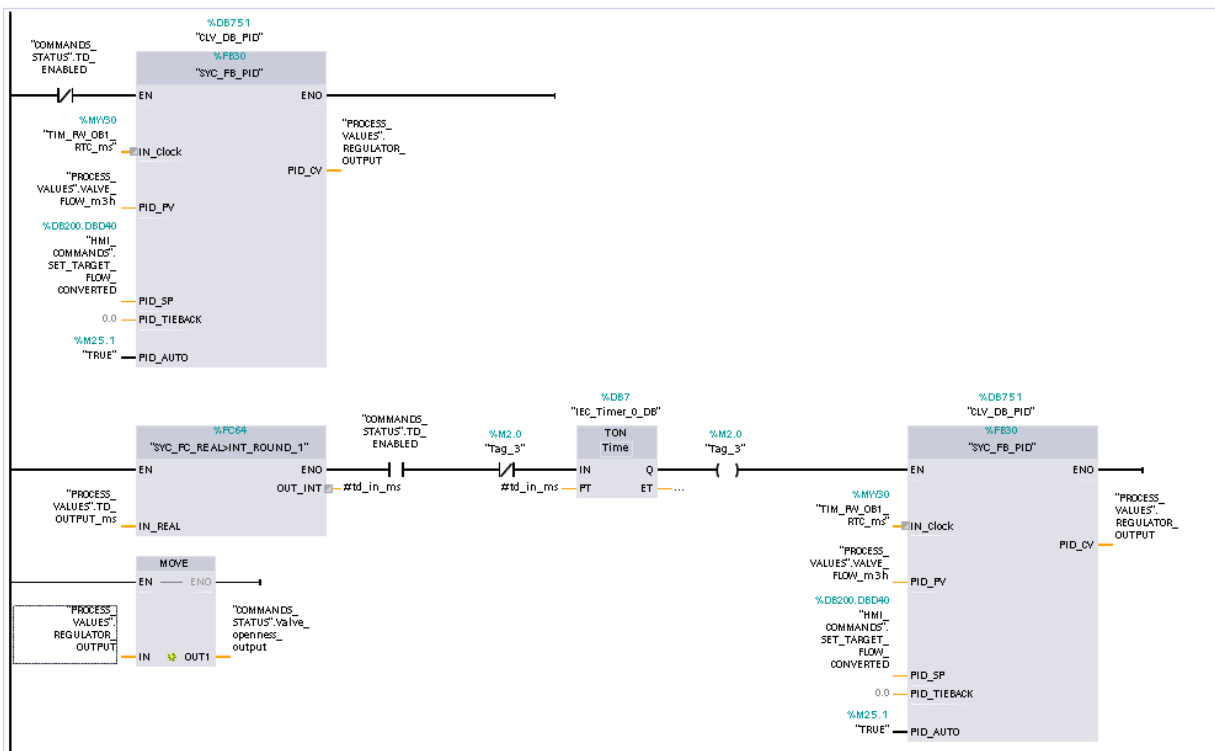 %DB751
"CLV_DB_PID"
"COMMANDS_
STATUS".TD_
ENABLED
%FB30
"SYC_FB_PID"
EN
ENO
%MW30
"TIM_RW_OB1_
RTC_ms"
IN_Clock
"PROCESS_
VALUES".
REGULATOR_
OUTPUT
PID_CV
"PROCESS_
VALUES".VALVE_
FLOW_m3h
PID_PV
%DB200.DBD40
"HMI_
COMMANDS".
SET_TARGET_
FLOW_
CONVERTED
PID_SP
0.0
PID_TIEBACK
%M25.1
"TRUE"
PID_AUTO
%FC64
"SYC_FC_REAL>INT_ROUND_1"
EN
ENO
OUT_INT
#td_in_ms
"PROCESS_
VALUES".TD_
OUTPUT_ms
IN_REAL
"COMMANDS_
STATUS".TD_
ENABLED
%M2.0
"Tag_3"
%DB7
"IEC_Timer_0_DB"
TON
Time
IN
Q
#td_in_ms
PT
ET
...
%M2.0
"Tag_3"
%DB751
"CLV_DB_PID"
%FB30
"SYC_FB_PID"
EN
ENO
%MW30
"TIM_RW_OB1_
RTC_ms"
IN_Clock
"PROCESS_
VALUES".
REGULATOR_
OUTPUT
PID_CV
"PROCESS_
VALUES".VALVE_
FLOW_m3h
PID_PV
%DB200.DBD40
"HMI_
COMMANDS".
SET_TARGET_
FLOW_
CONVERTED
PID_SP
0.0
PID_TIEBACK
%M25.1
"TRUE"
PID_AUTO
MOVE
EN
ENO
"PROCESS_
VALUES".
REGULATOR_
OUTPUT
IN
OUT1
"COMMANDS_
STATUS".Valve_
openness_
output